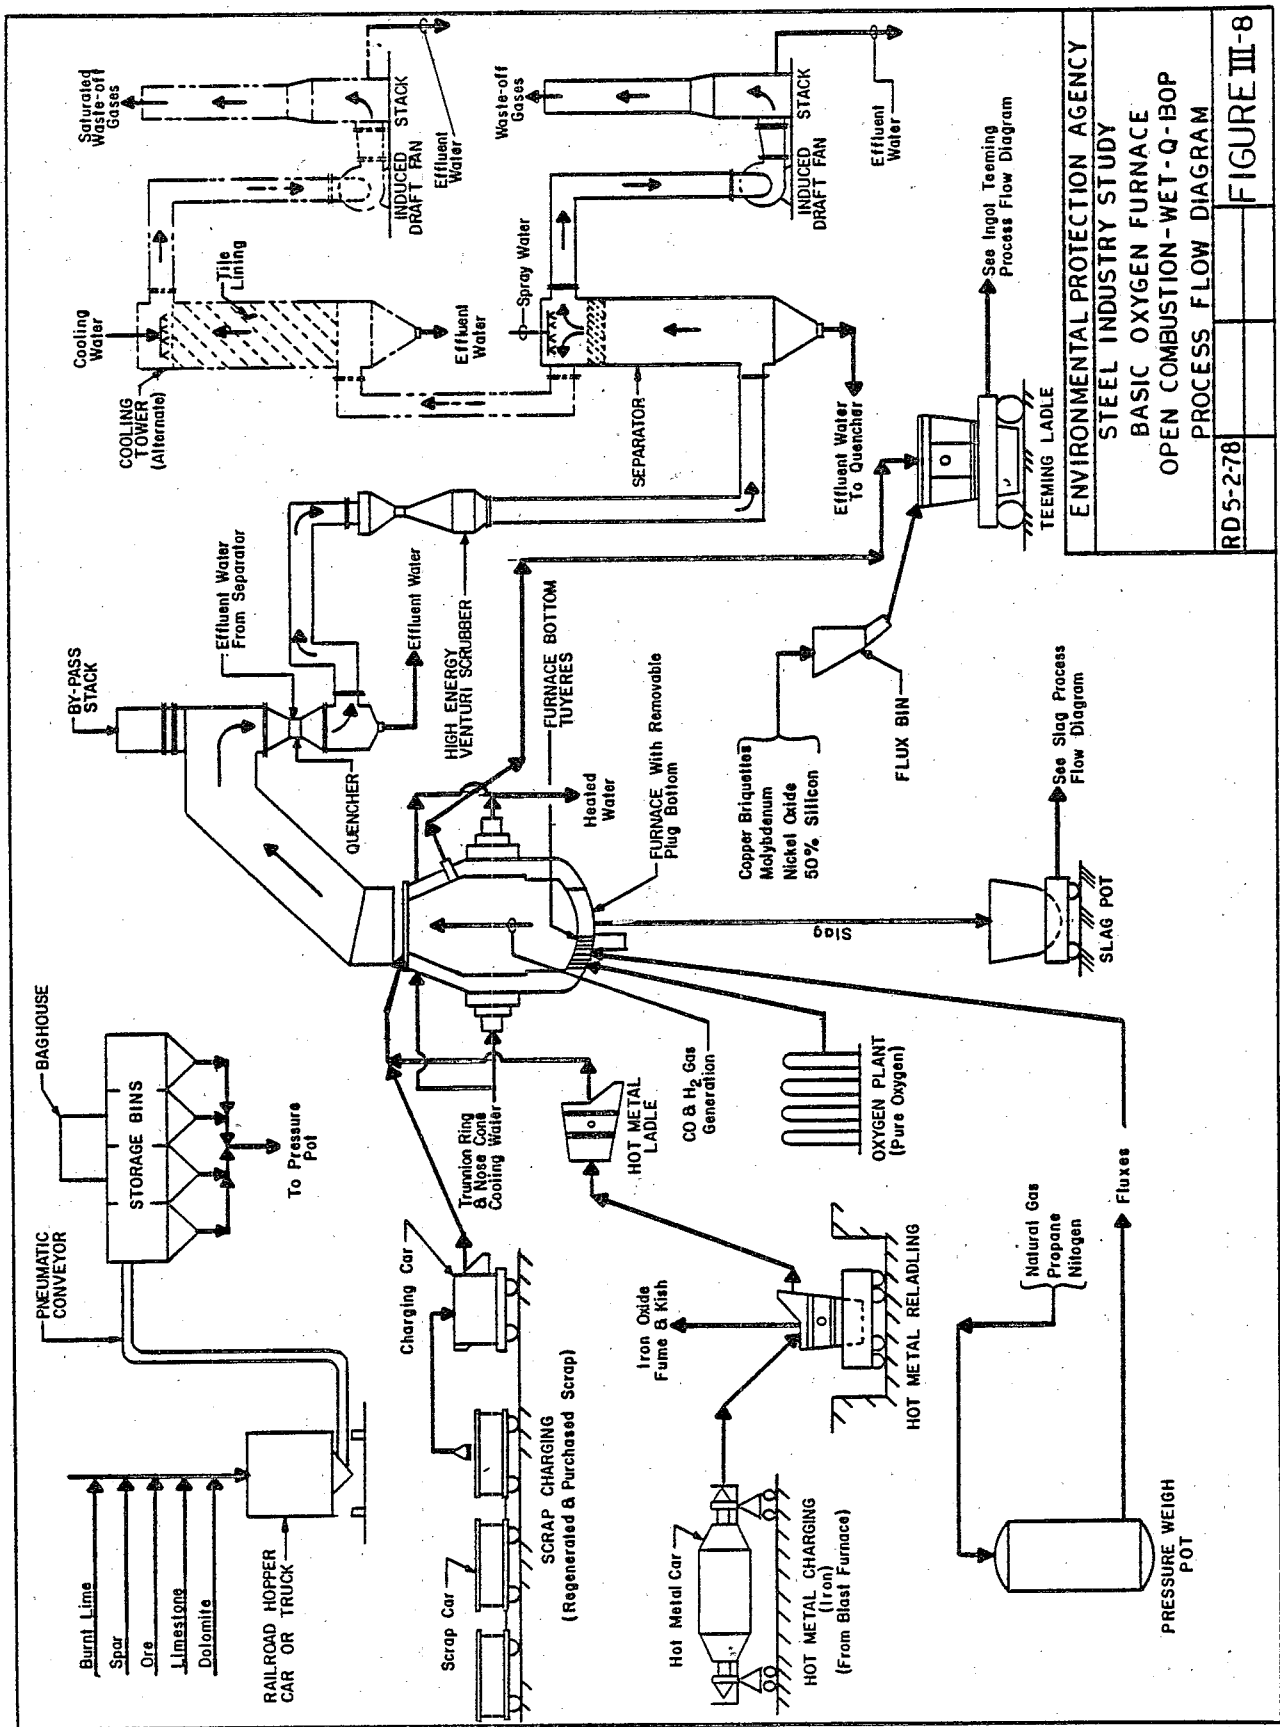 Burnt Lime
Spar
Ore
Limestone
Dolomite
RAILROAD HOPPER
CAR OR TRUCK
PNEUMATIC
CONVEYOR
BAGHOUSE
STORAGE BINS
To Pressure
Pot
BY-PASS
STACK
Effluent Water
From Separator
QUENCHER
Effluent Water
HIGH ENERGY
VENTURI SCRUBBER
COOLING
TOWER
(Alternate)
Cooling
Water
Tile
Lining
Effluent
Water
Saturated
Waste-off
Gases
INDUCED
DRAFT FAN
STACK
Effluent
Water
Waste-off
Gases
Spray Water
SEPARATOR
INDUCED
DRAFT FAN
STACK
Effluent
Water
Effluent Water
To Quencher
Scrap Car
SCRAP CHARGING
(Regenerated & Purchased Scrap)
Charging Car
Trunnion Ring
& Nose Cone
Cooling Water
HOT METAL
LADLE
CO & H2 Gas
Generation
Heated
Water
FURNACE BOTTOM
TUYERES
FURNACE With Removable
Plug Bottom
Hot Metal Car
HOT METAL CHARGING
(Iron)
(From Blast Furnace)
Iron Oxide
Fume & Kish
HOT METAL RELADLING
OXYGEN PLANT
(Pure Oxygen)
Slag
Copper Briquettes
Molybdenum
Nickel Oxide
50% Silicon
FLUX BIN
TEEMING LADLE
See Ingot Teeming
Process Flow Diagram
SLAG POT
See Slag Process
Flow Diagram
Natural Gas
Propane
Nitogen
Fluxes
PRESSURE WEIGH
POT
ENVIRONMENTAL PROTECTION AGENCY
STEEL INDUSTRY STUDY
BASIC OXYGEN FURNACE
OPEN COMBUSTION-WET-Q-BOP
PROCESS FLOW DIAGRAM
RD 5-2-78
FIGURE III-8